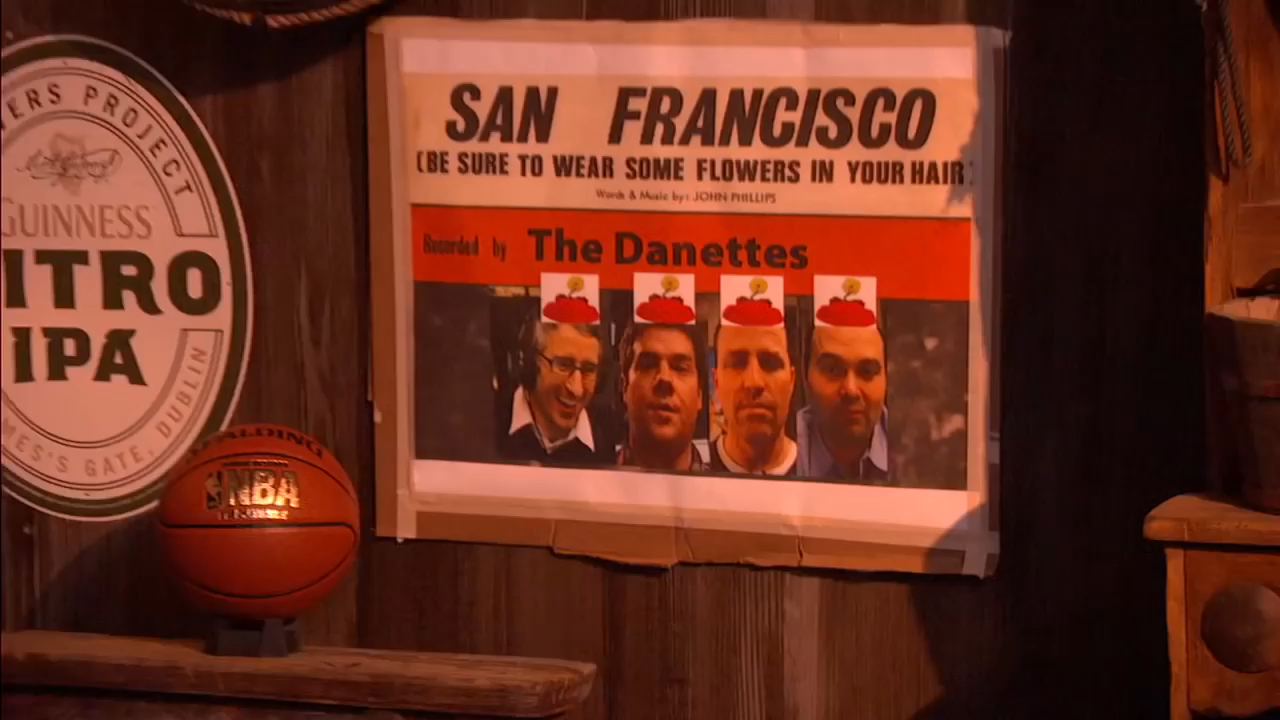 ERS PROJECT
GUINNESS
ITRO
IPA
MES'S GATE, DUBLIN
SPALDING
NBA
SAN FRANCISCO
(BE SURE TO WEAR SOME FLOWERS IN YOUR HAIR)
Words & Music by: JOHN PHILLIPS
Recorded by The Danettes